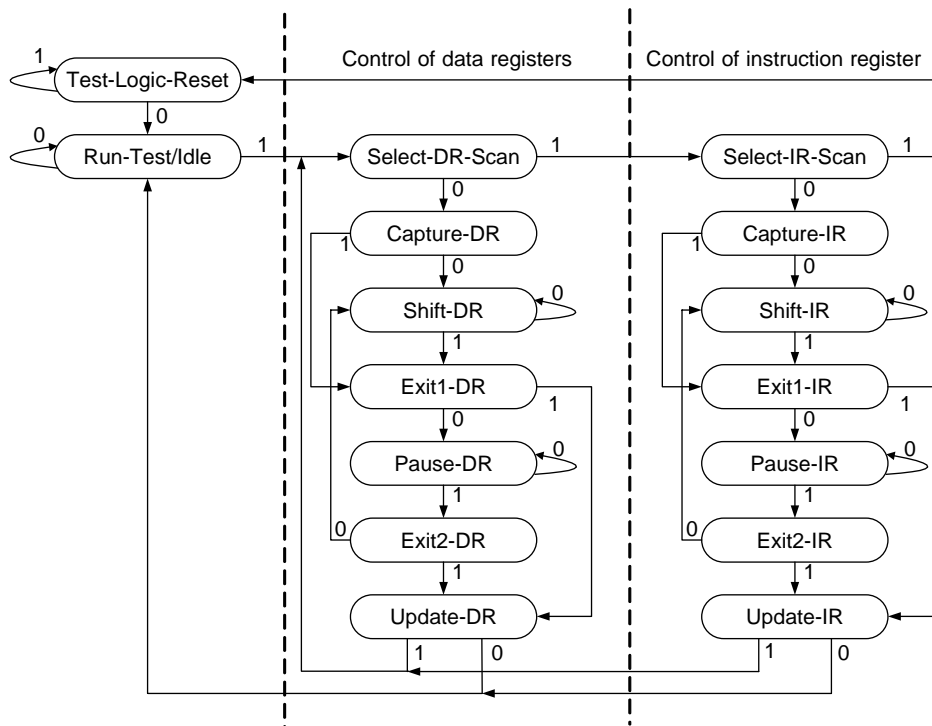 Control of data registers
Control of instruction register
1
Test-Logic-Reset
0
0
Run-Test/Idle
1
Select-DR-Scan
1
Select-IR-Scan
1
0
0
Capture-DR
1
0
Capture-IR
1
0
Shift-DR
0
1
Shift-IR
0
1
Exit1-DR
1
0
Exit1-IR
1
0
Pause-DR
0
1
Pause-IR
0
1
Exit2-DR
0
1
Exit2-IR
0
1
Update-DR
1
0
Update-IR
1
0